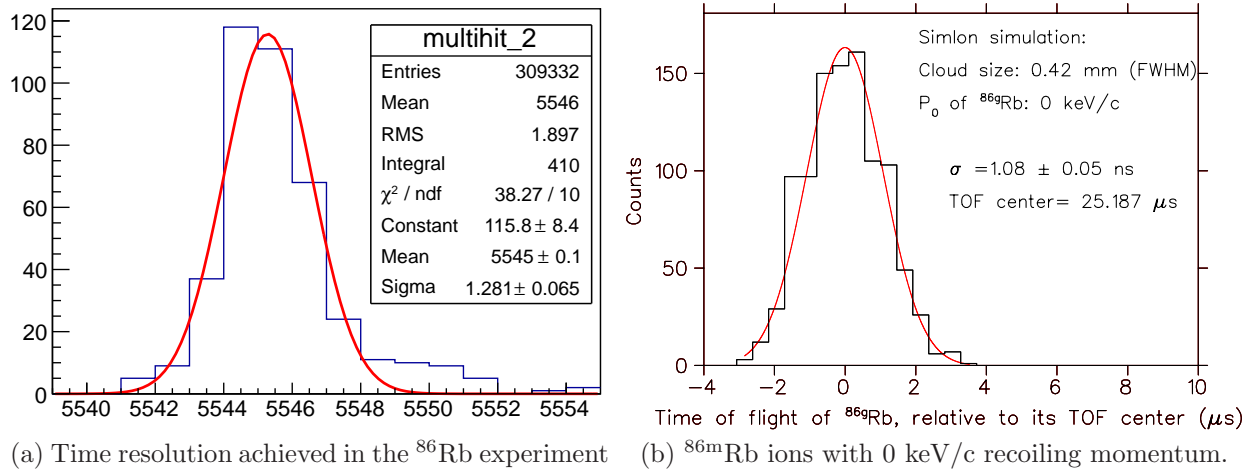 120
100
80
60
40
20
0
5540 5542 5544 5546 5548 5550 5552 5554
multihit_2
Entries 309332
Mean 5546
RMS 1.897
Integral 410
χ² / ndf 38.27 / 10
Constant 115.8 ± 8.4
Mean 5545 ± 0.1
Sigma 1.281 ± 0.065
(a) Time resolution achieved in the ⁸⁶Rb experiment
Counts
150
100
50
0
−4 −2 0 2 4 6 8 10
SimIon simulation:
Cloud size: 0.42 mm (FWHM)
P₀ of ⁸⁶ᵍRb: 0 keV/c
σ =1.08 ± 0.05 ns
TOF center= 25.187 μs
Time of flight of ⁸⁶ᵍRb, relative to its TOF center (μs)
(b) ⁸⁶ᵐRb ions with 0 keV/c recoiling momentum.